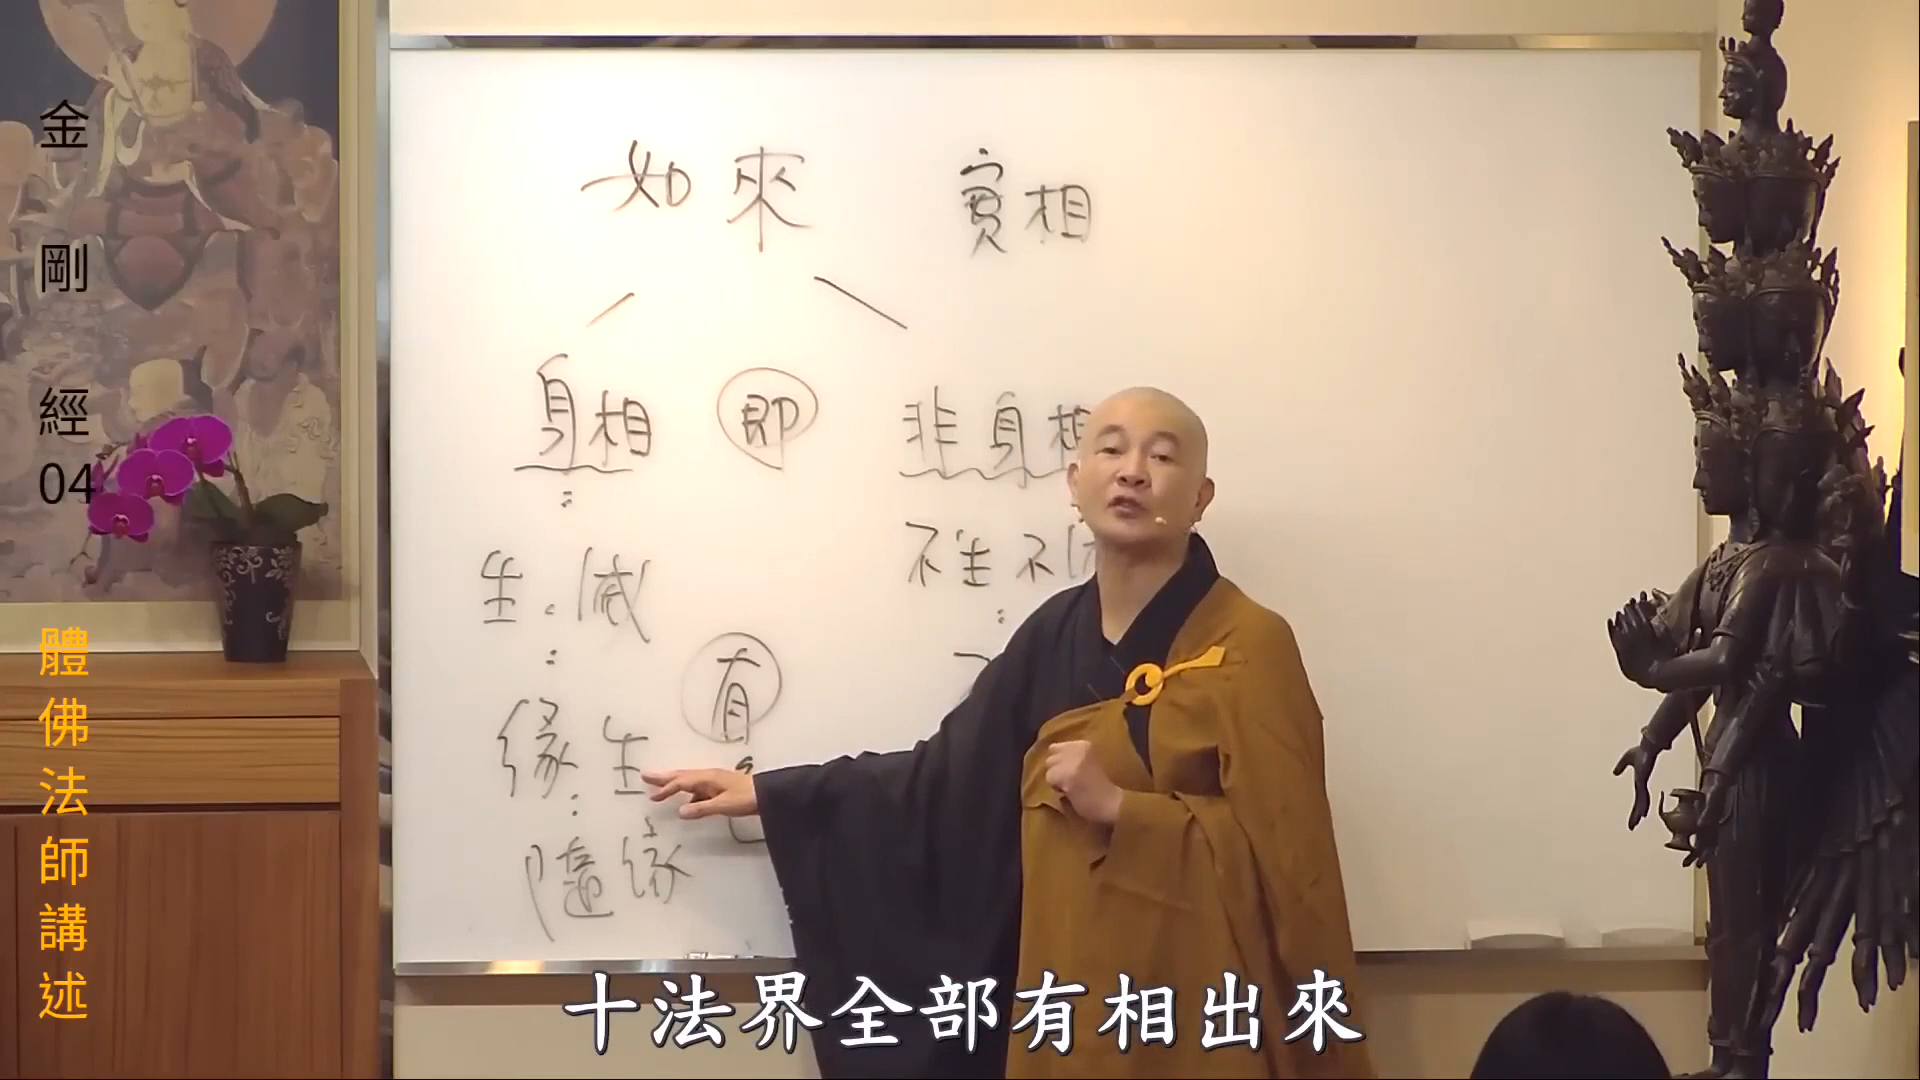 金剛經04
體佛法師講述
如來 實相
身相 即 非身相
生.滅 不生不
緣生 有
隨緣
十法界全部有相出來